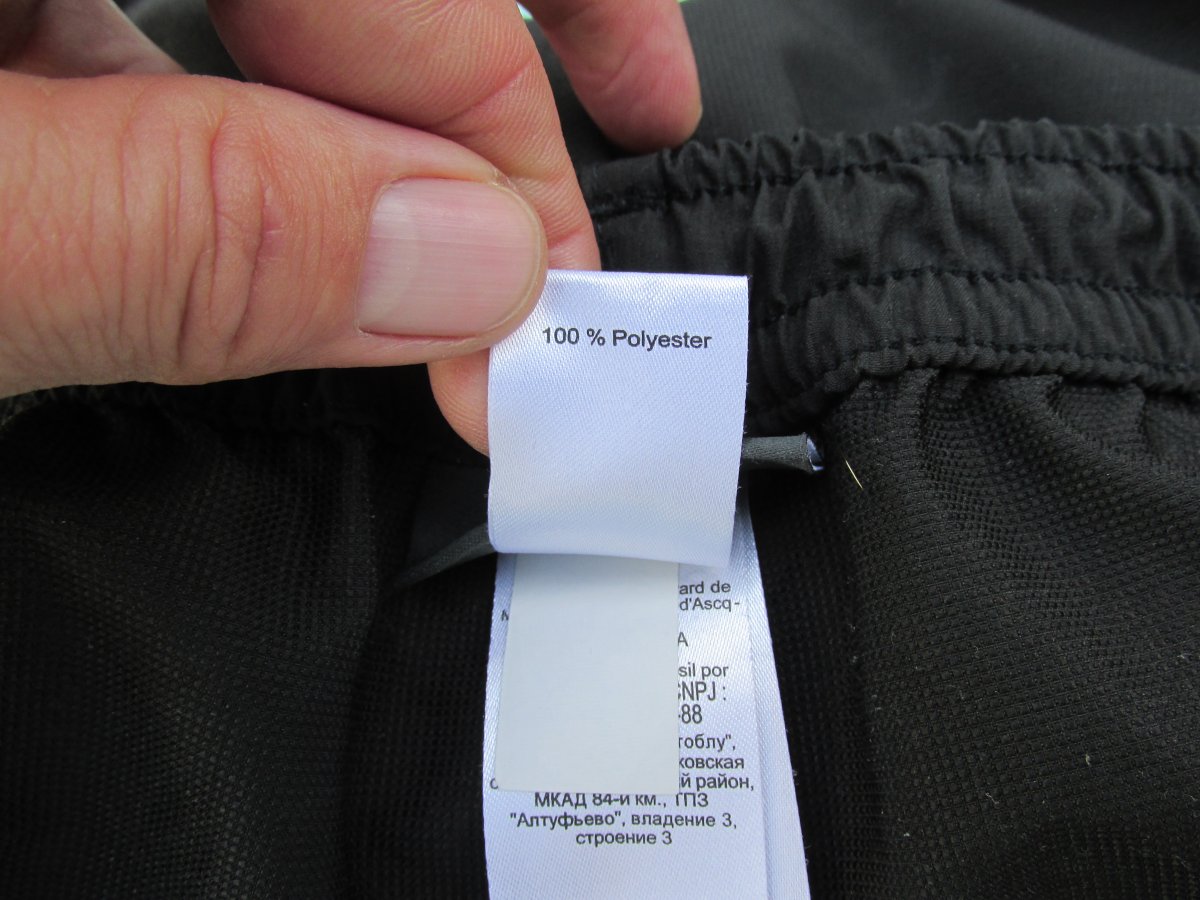 100 % Polyester
ard de
d'Ascq-
A
sil por
CNPJ :
-88
тоблу",
ковская
й район,
МКАД 84-й км., ТПЗ
"Алтуфьево", владение 3,
строение 3